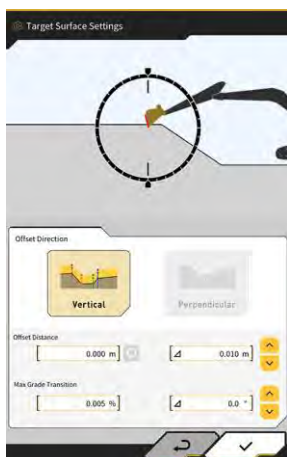 Target Surface Settings
Offset Direction
Vertical
Perpendicular
Offset Distance
0.000 m
0.010 m
Max Grade Transition
0.005 %
0.0 °